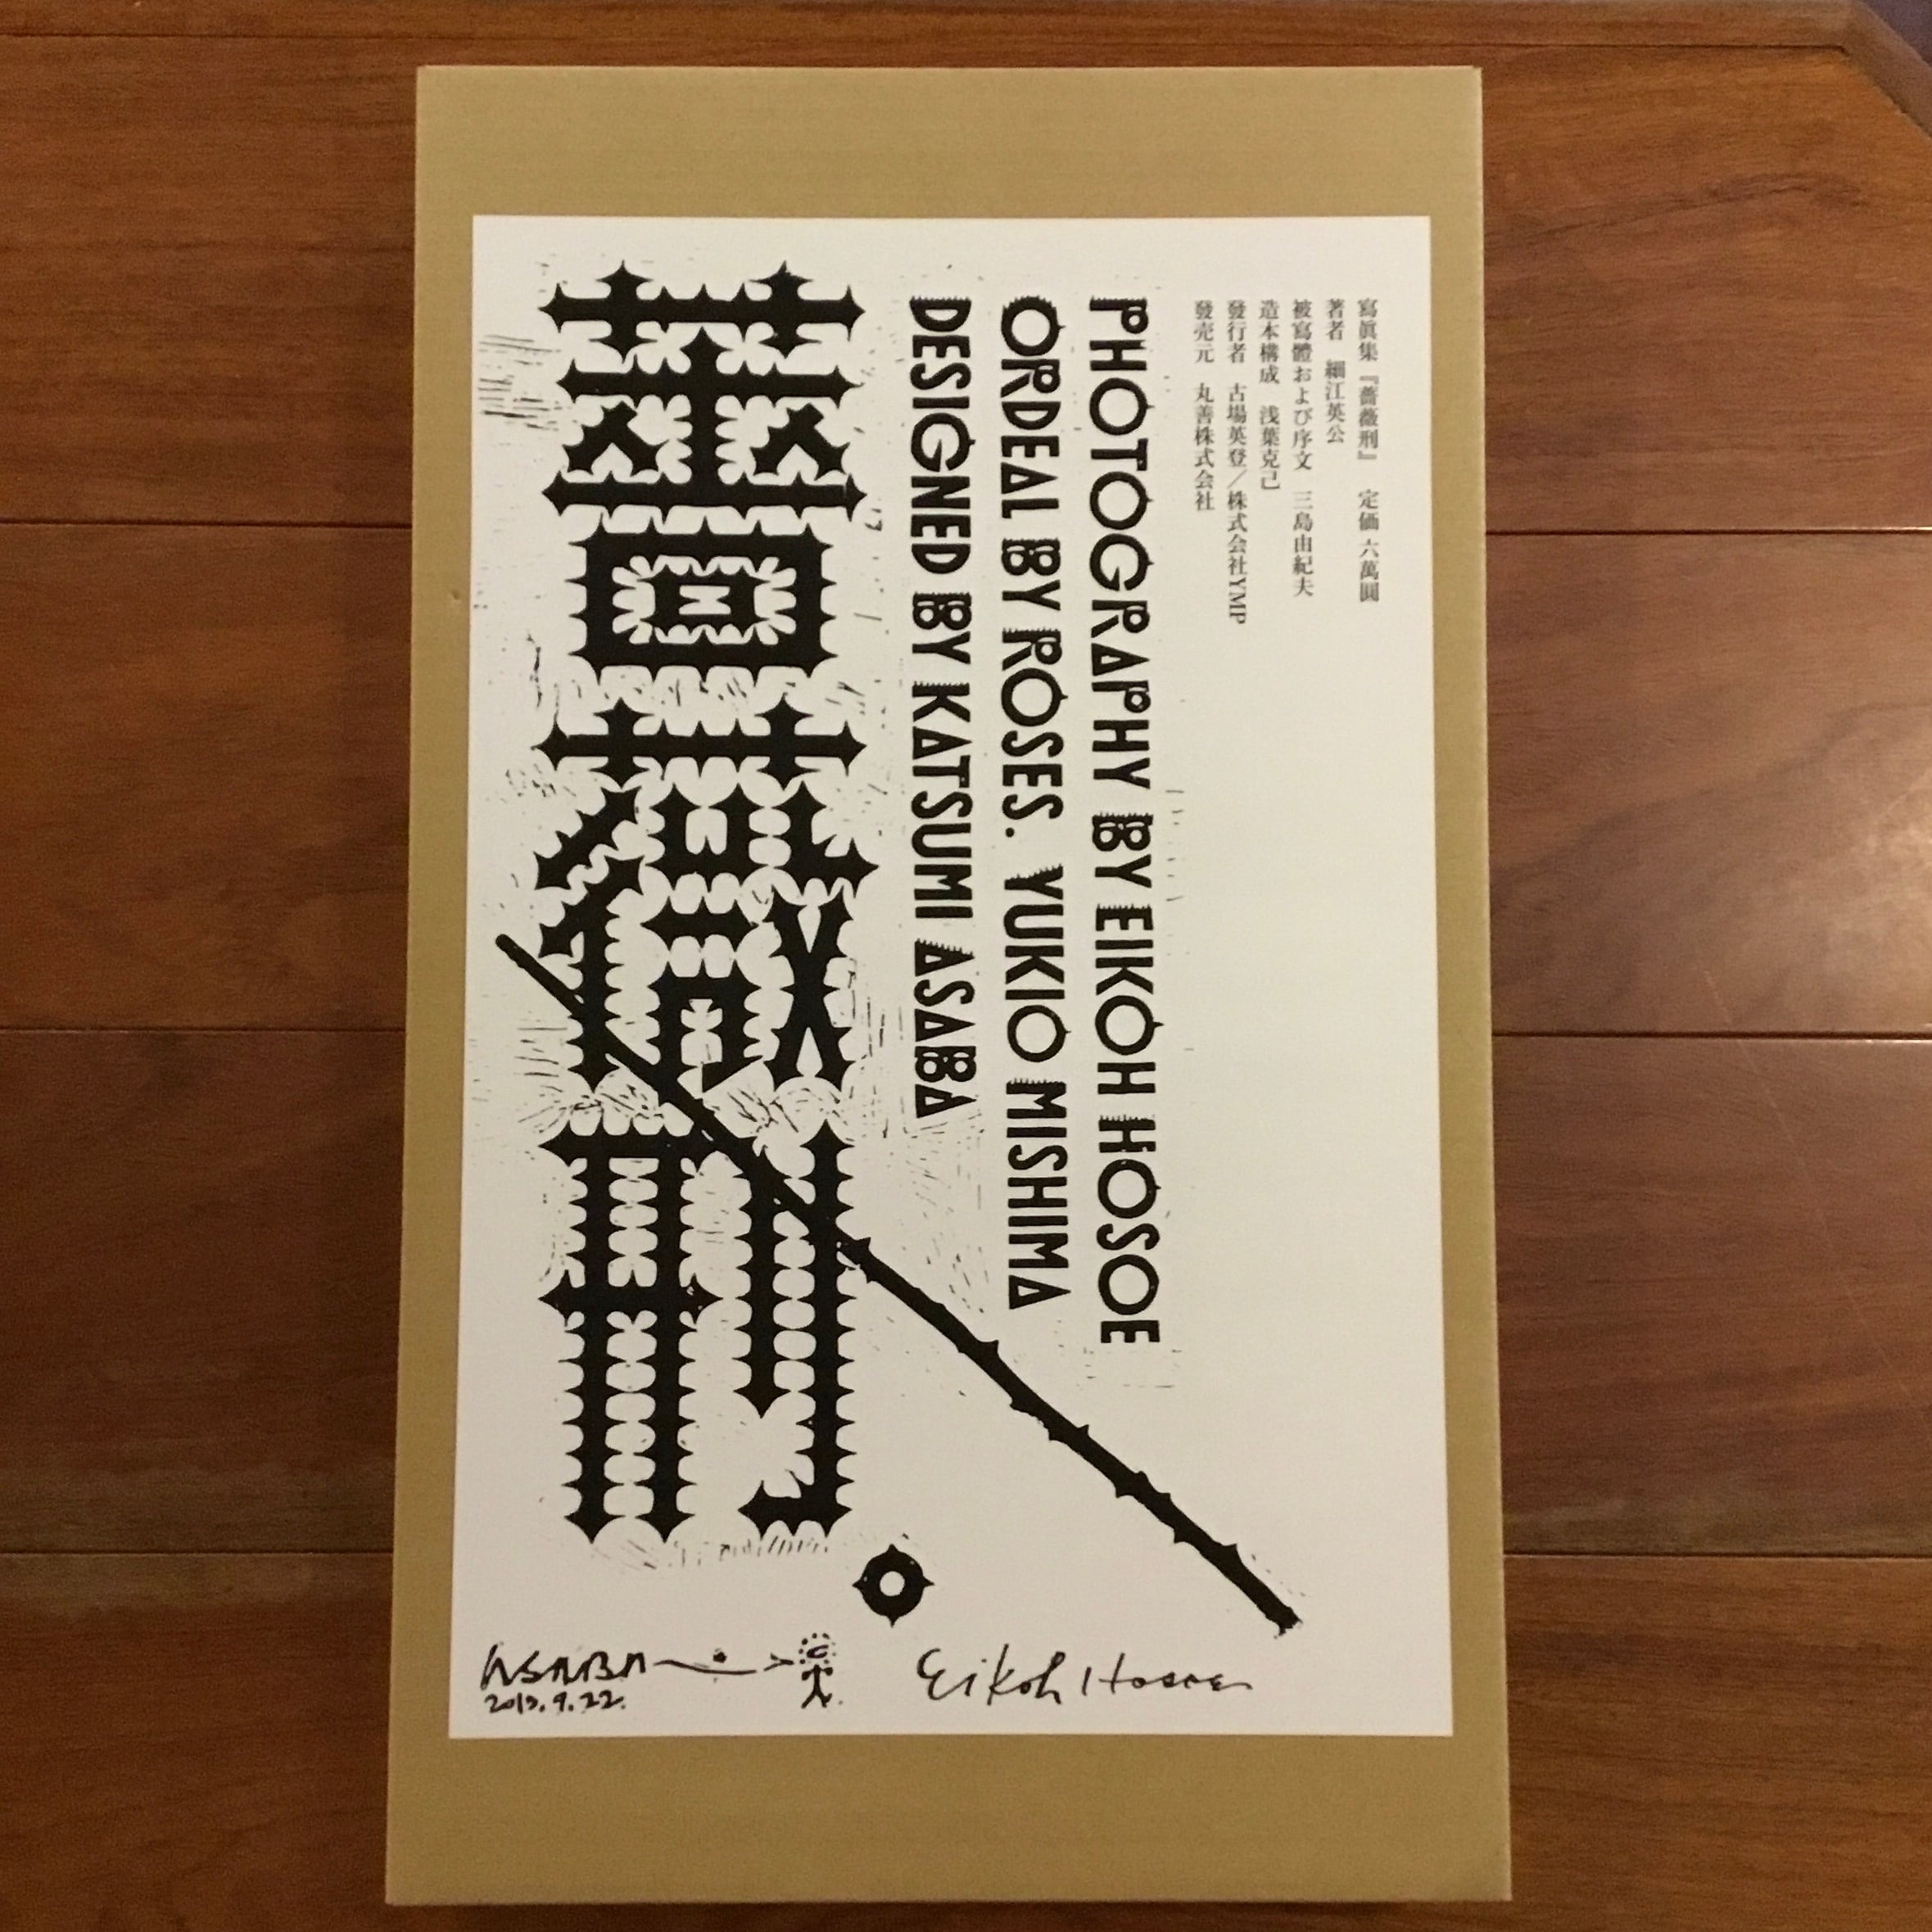 寫眞集『薔薇刑』 定価 六萬圓
著者 細江英公
被寫體および序文 三島由紀夫
造本構成 浅葉克己
發行者 古場英登／株式会社YMP
發売元 丸善株式会社
PHOTOGRAPHY BY EIKOH HOSOE
ORDEAL BY ROSES. YUKIO MISHIMA
DESIGNED BY KATSUMI ASABA
薔薇刑
ASABA
Eikoh Hosoe